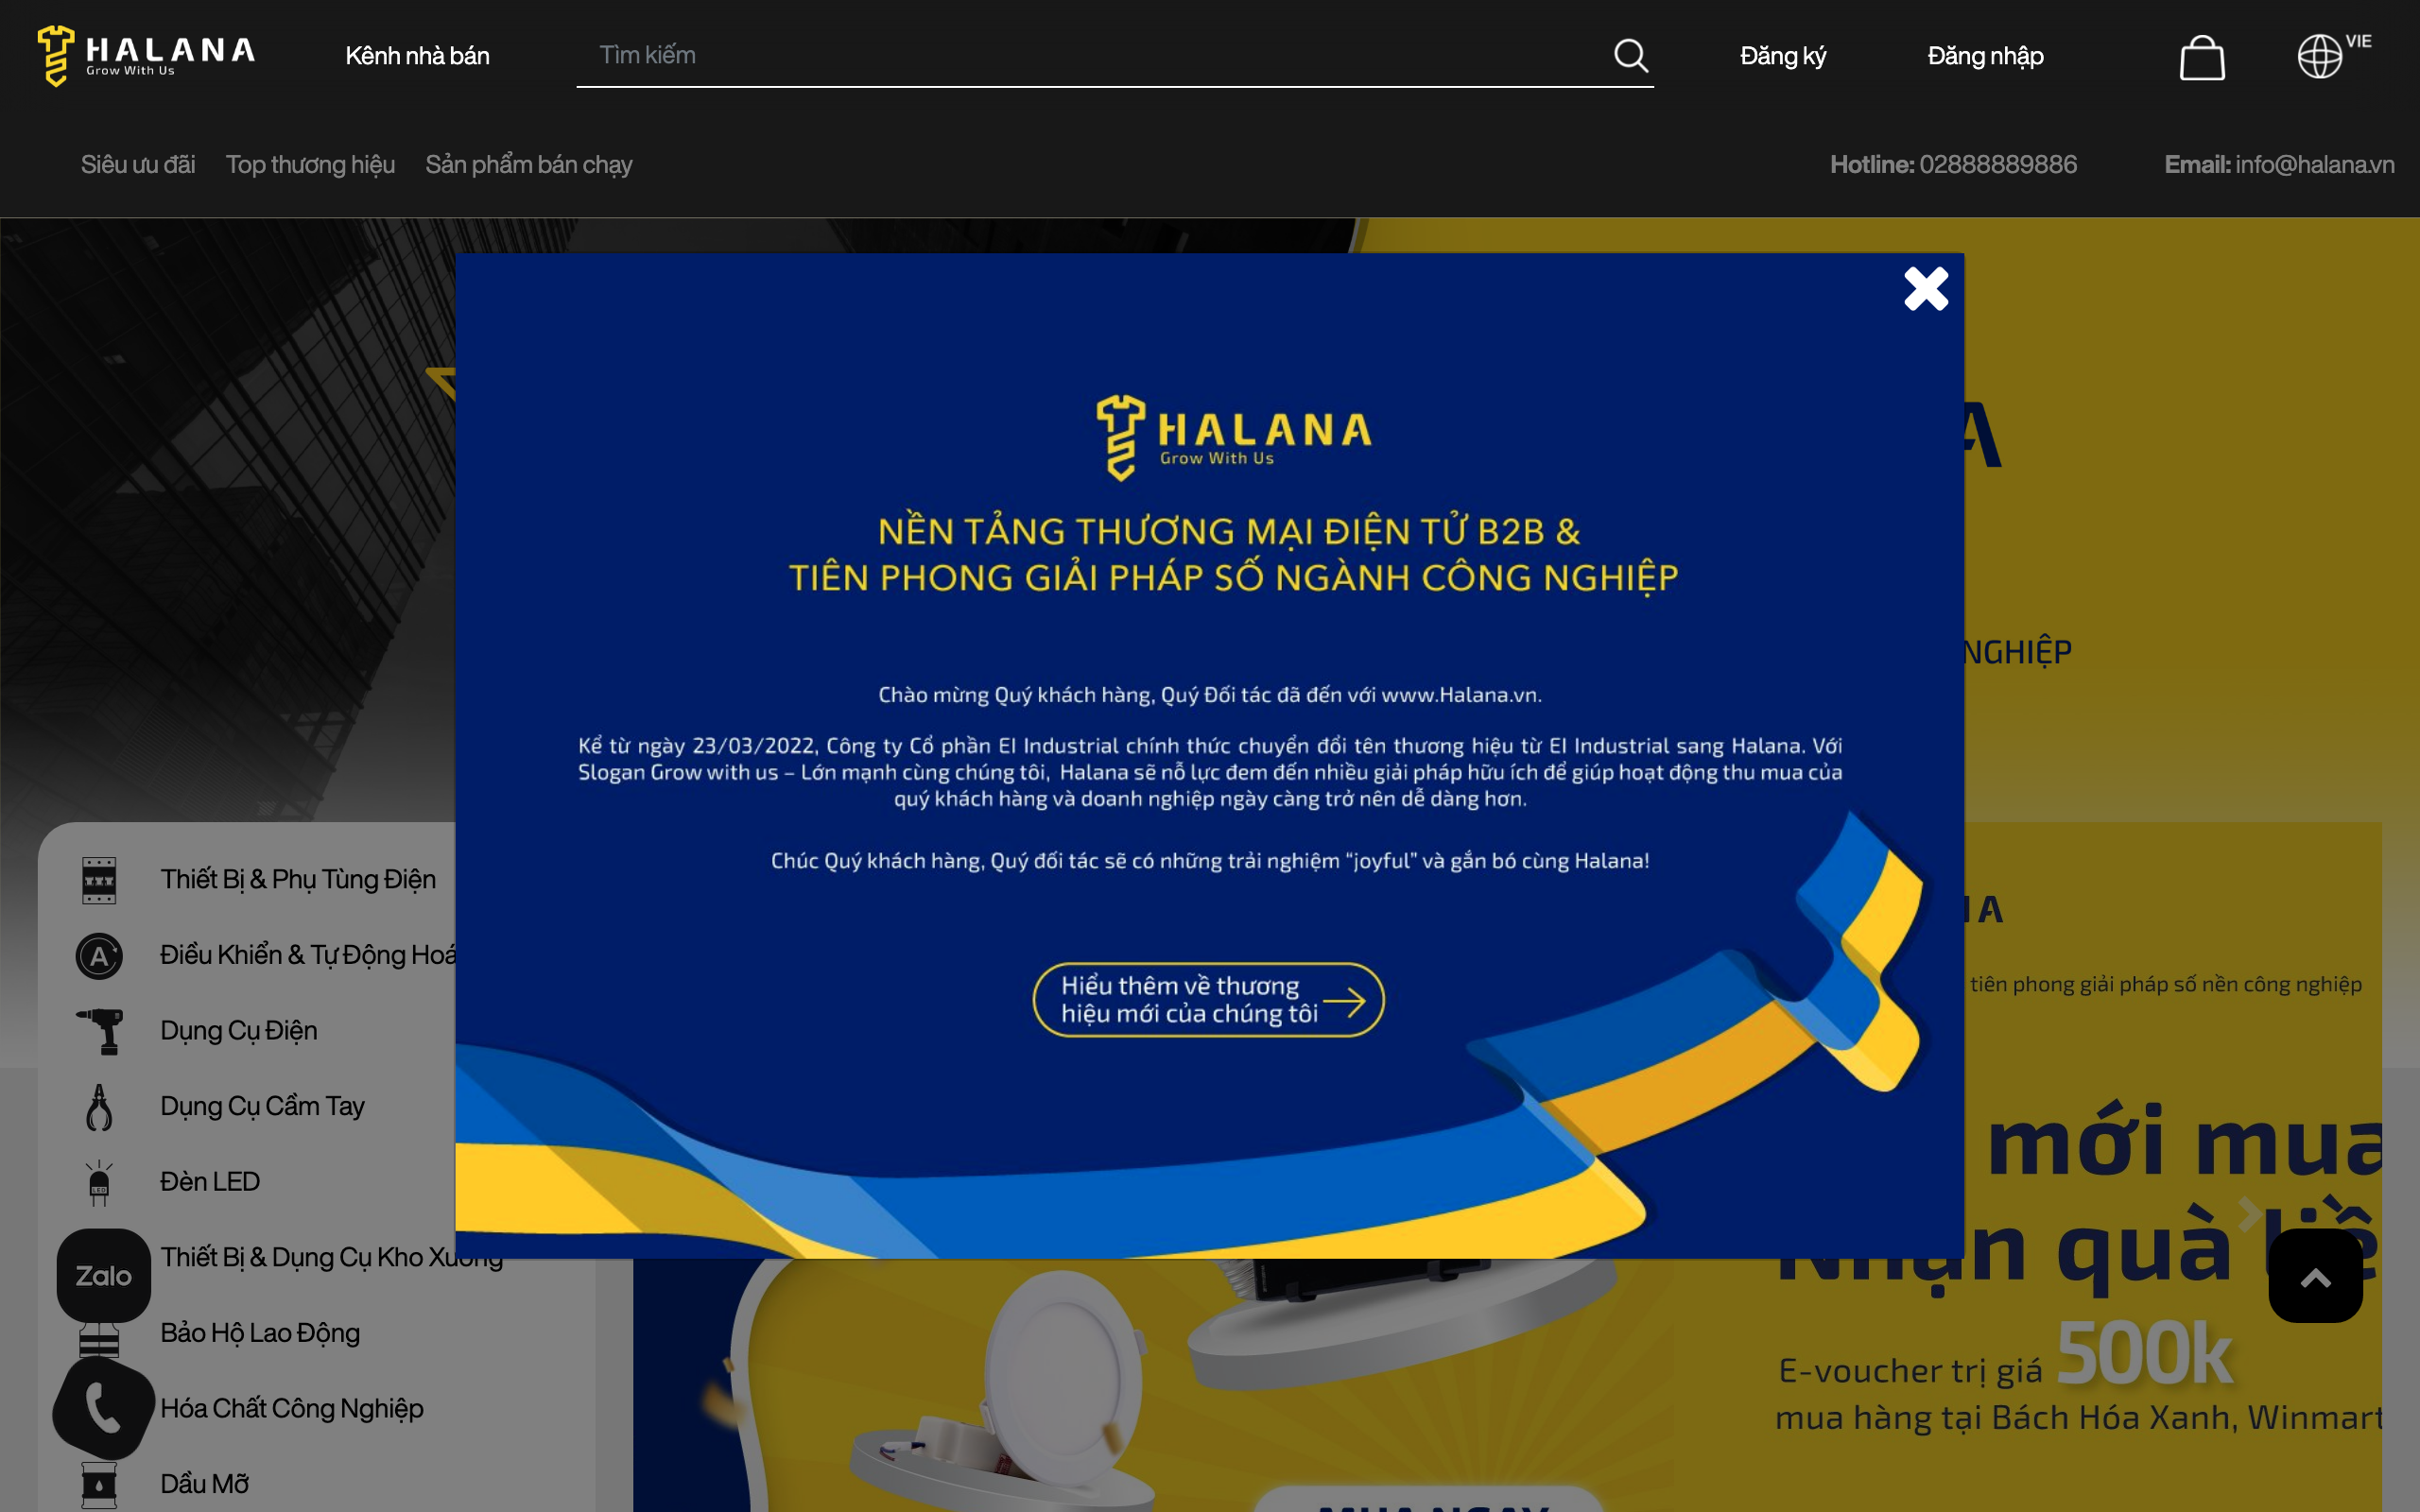 HALANA
Grow With Us
Kênh nhà bán
Tìm kiếm
Đăng ký
Đăng nhập
VIE
Siêu ưu đãi
Top thương hiệu
Sản phẩm bán chạy
Hotline: 02888889886
Email: info@halana.vn
HALANA
Grow With Us
NỀN TẢNG THƯƠNG MẠI ĐIỆN TỬ B2B &
TIÊN PHONG GIẢI PHÁP SỐ NGÀNH CÔNG NGHIỆP
Chào mừng Quý khách hàng, Quý Đối tác đã đến với www.Halana.vn.
Kể từ ngày 23/03/2022, Công ty Cổ phần EI Industrial chính thức chuyển đổi tên thương hiệu từ EI Industrial sang Halana. Với
Slogan Grow with us – Lớn mạnh cùng chúng tôi, Halana sẽ nỗ lực đem đến nhiều giải pháp hữu ích để giúp hoạt động thu mua của
quý khách hàng và doanh nghiệp ngày càng trở nên dễ dàng hơn.
Chúc Quý khách hàng, Quý đối tác sẽ có những trải nghiệm “joyful” và gắn bó cùng Halana!
Hiểu thêm về thương
hiệu mới của chúng tôi
A
NGHIỆP
Thiết Bị & Phụ Tùng Điện
Điều Khiển & Tự Động Hoá
Dụng Cụ Điện
Dụng Cụ Cầm Tay
Đèn LED
Thiết Bị & Dụng Cụ Kho Xưởng
Zalo
Bảo Hộ Lao Động
Hóa Chất Công Nghiệp
Dầu Mỡ
A
tiên phong giải pháp số nền công nghiệp
mới mua
Nhận quà liề
E-voucher trị giá 500k
mua hàng tại Bách Hóa Xanh, Winmart
MUA NGAY